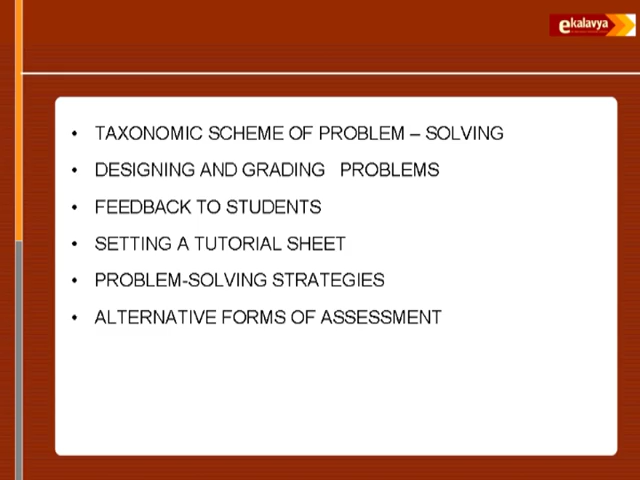 ekalavya
• TAXONOMIC SCHEME OF PROBLEM – SOLVING
• DESIGNING AND GRADING PROBLEMS
• FEEDBACK TO STUDENTS
• SETTING A TUTORIAL SHEET
• PROBLEM-SOLVING STRATEGIES
• ALTERNATIVE FORMS OF ASSESSMENT